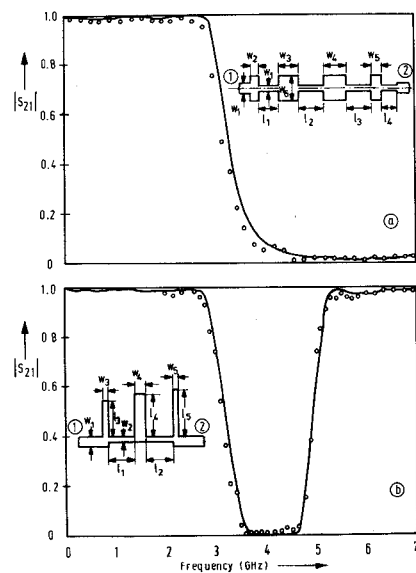 1.0
0.8
0.6
0.4
0.2
0
|S21|
w2 w3 w4 w5
1 w1 2
w1 w6
l1 l2 l3 l4
a
1.0
0.8
0.6
0.4
0.2
0
|S21|
w4
w3 w5
w1 l3 w2 l4 l5
1 2
l1 l2
b
0 1 2 3 4 5 6 7
Frequency (GHz)